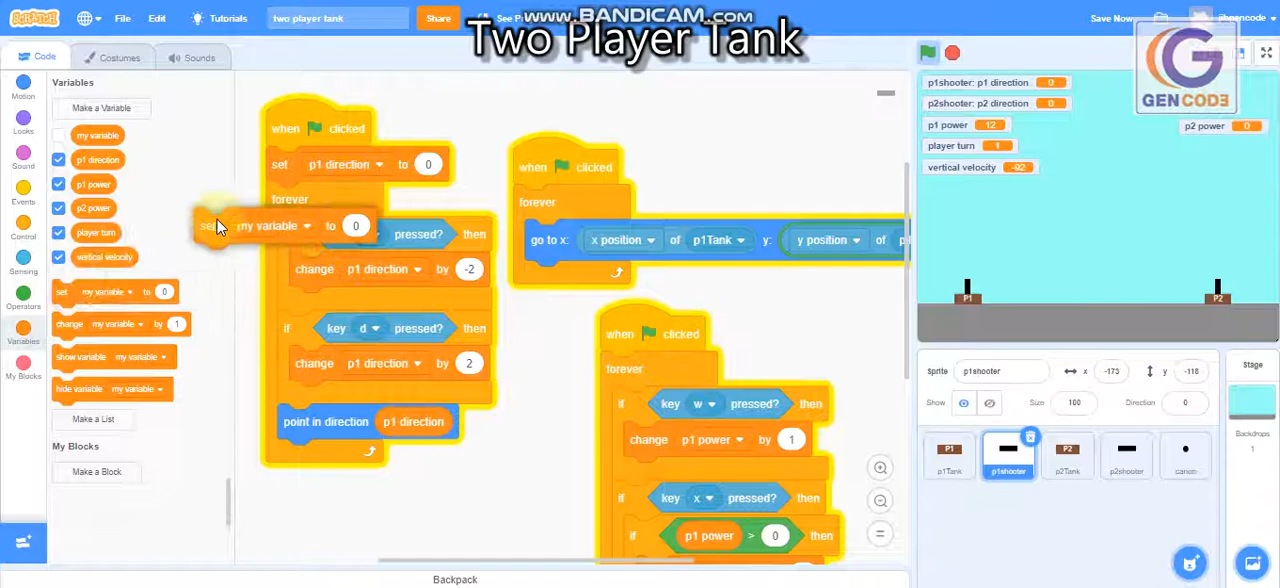 www.BANDICAM.com
Two Player Tank
SCRATCH
File
Edit
Tutorials
two player tank
Share
Save Now
jbpencode
GENCOD3
Code
Costumes
Sounds
Motion
Looks
Sound
Events
Control
Sensing
Operators
Variables
My Blocks
Variables
Make a Variable
my variable
p1 direction
p1 power
p2 power
player turn
vertical velocity
set my variable to 0
change my variable by 1
show variable my variable
hide variable my variable
Make a List
My Blocks
Make a Block
when clicked
set p1 direction to 0
forever
my variable to 0
pressed? then
change p1 direction by -2
if key d pressed? then
change p1 direction by 2
point in direction p1 direction
when clicked
forever
go to x: x position of p1Tank y: y position of
when clicked
forever
if key w pressed? then
change p1 power by 1
if key x pressed? then
if p1 power > 0 then
p1shooter: p1 direction 0
p2shooter: p2 direction 0
p1 power 12
player turn 1
vertical velocity -92
p2 power 0
P1
P2
Sprite p1shooter x -173 y -118
Show Size 100 Direction 0
P1
p1Tank
p1shooter
P2
p2Tank
p2shooter
canon
Stage
Backdrops
1
Backpack